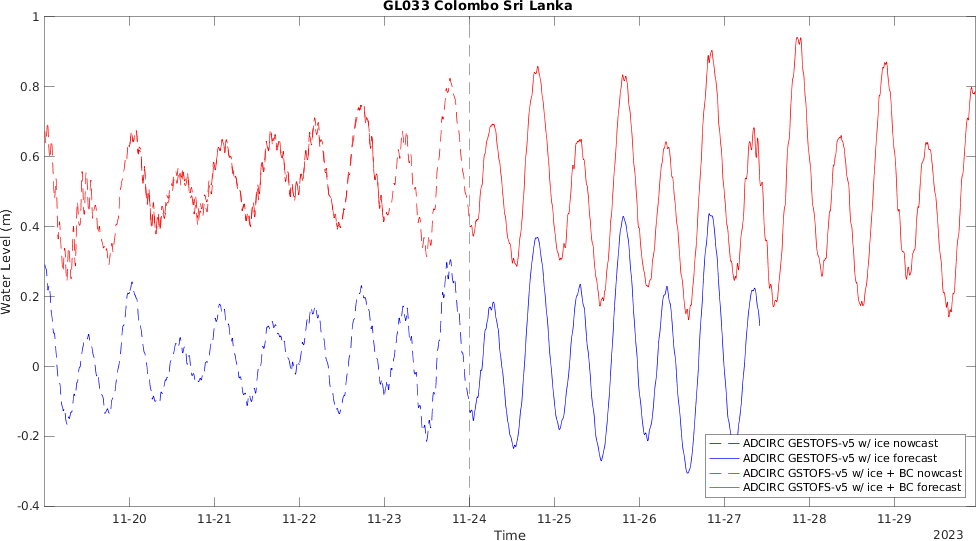 GL033 Colombo Sri Lanka
1
0.8
0.6
0.4
0.2
0
-0.2
-0.4
Water Level (m)
11-20 11-21 11-22 11-23 11-24 11-25 11-26 11-27 11-28 11-29
Time
2023
ADCIRC GESTOFS-v5 w/ ice nowcast
ADCIRC GESTOFS-v5 w/ ice forecast
ADCIRC GSTOFS-v5 w/ ice + BC nowcast
ADCIRC GSTOFS-v5 w/ ice + BC forecast